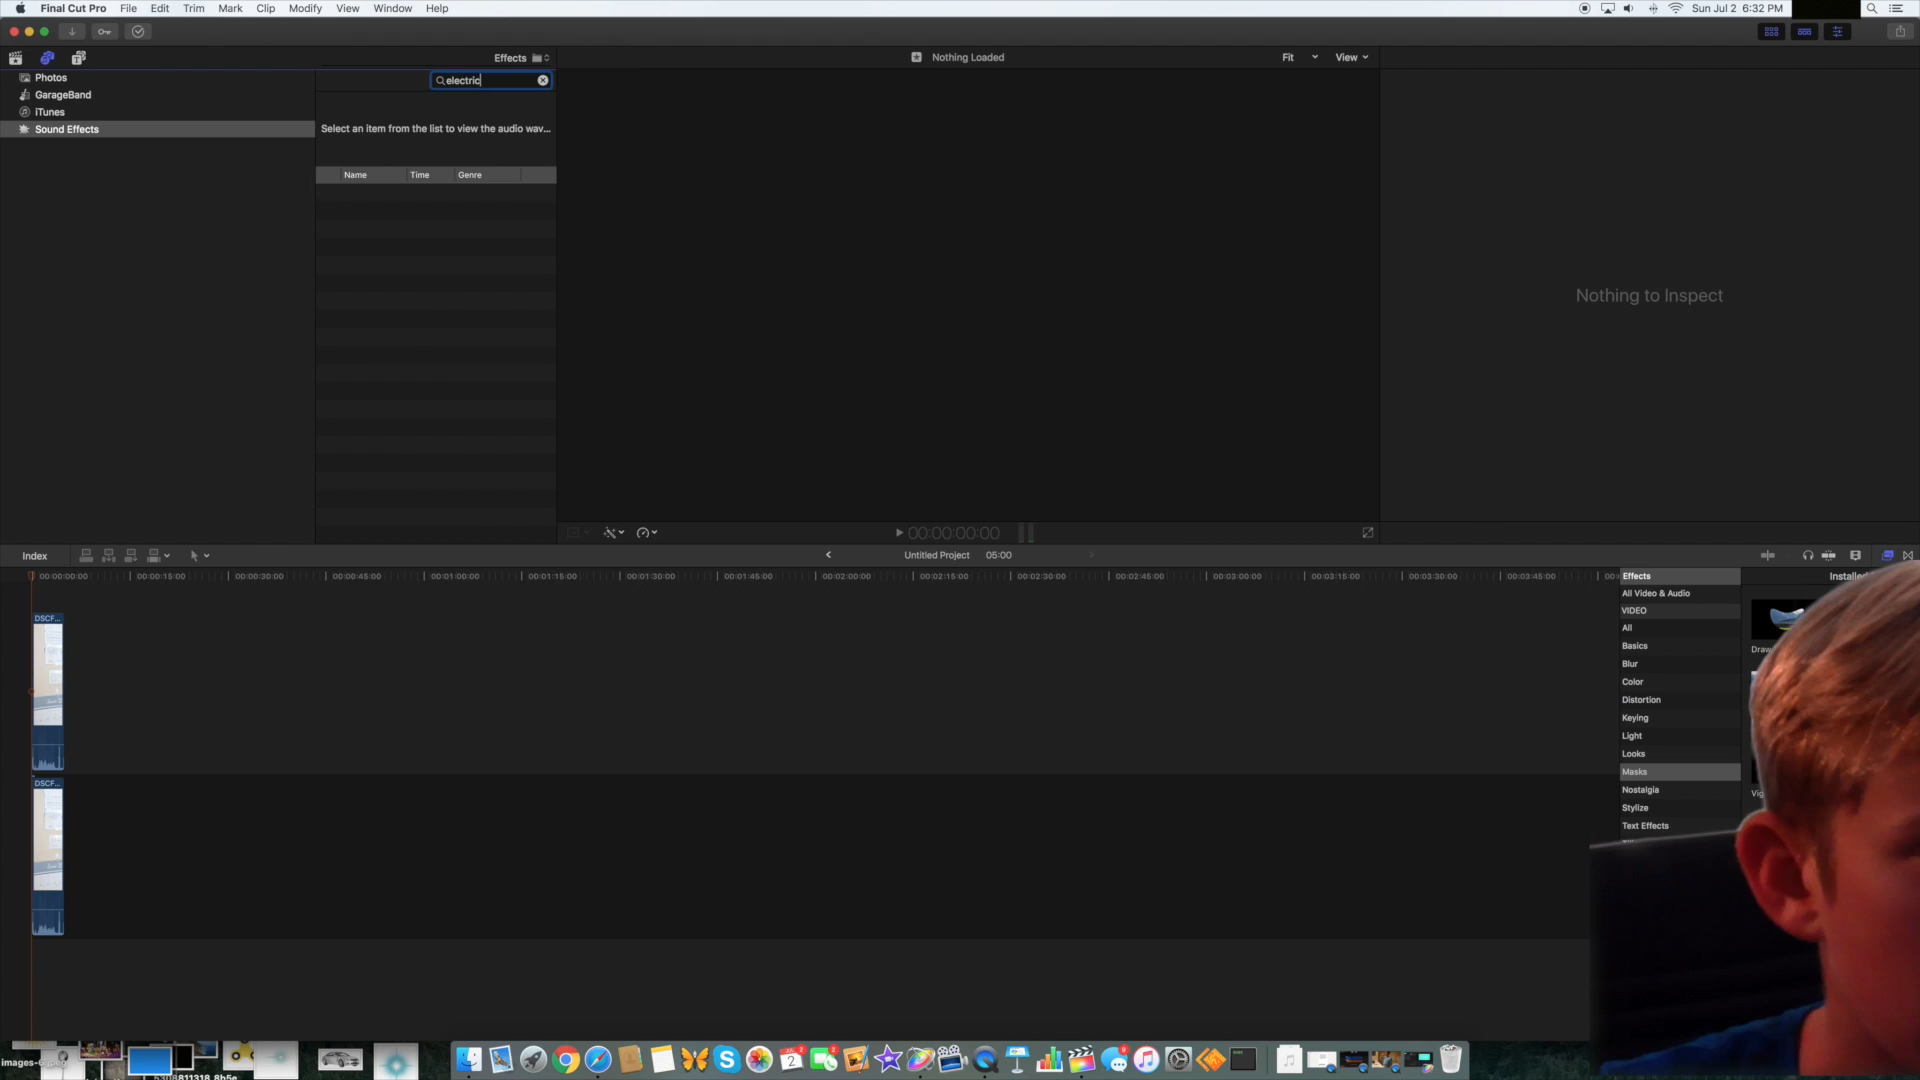 Final Cut Pro File Edit Trim Mark Clip Modify View Window Help Sun Jul 2 6:32 PM
Effects Nothing Loaded Fit View
Photos
GarageBand
iTunes
Sound Effects
electric
Select an item from the list to view the audio wav...
Name Time Genre
Nothing to Inspect
00:00:00:00
Index Untitled Project 05:00
00:00:00:00 00:00:15:00 00:00:30:00 00:00:45:00 00:01:00:00 00:01:15:00 00:01:30:00 00:01:45:00 00:02:00:00 00:02:15:00 00:02:30:00 00:02:45:00 00:03:00:00 00:03:15:00 00:03:30:00 00:03:45:00
Effects Installed
All Video & Audio
VIDEO
All
Basics
Blur
Color
Distortion
Keying
Light
Looks
Masks
Nostalgia
Stylize
Text Effects
Draw
Vig
DSCF...
DSCF...
images-6.jpeg
5308811318_8b5e